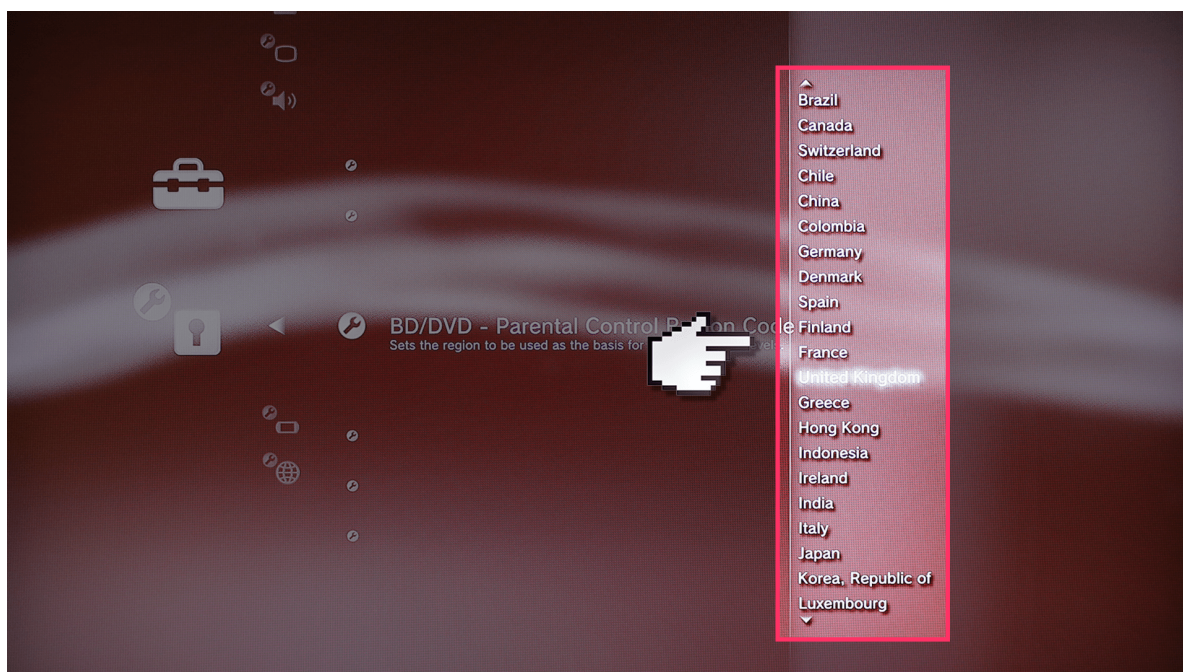 BD/DVD - Parental Control Code
Sets the region to be used as the basis for
Brazil
Canada
Switzerland
Chile
China
Colombia
Germany
Denmark
Spain
Finland
France
United Kingdom
Greece
Hong Kong
Indonesia
Ireland
India
Italy
Japan
Korea, Republic of
Luxembourg